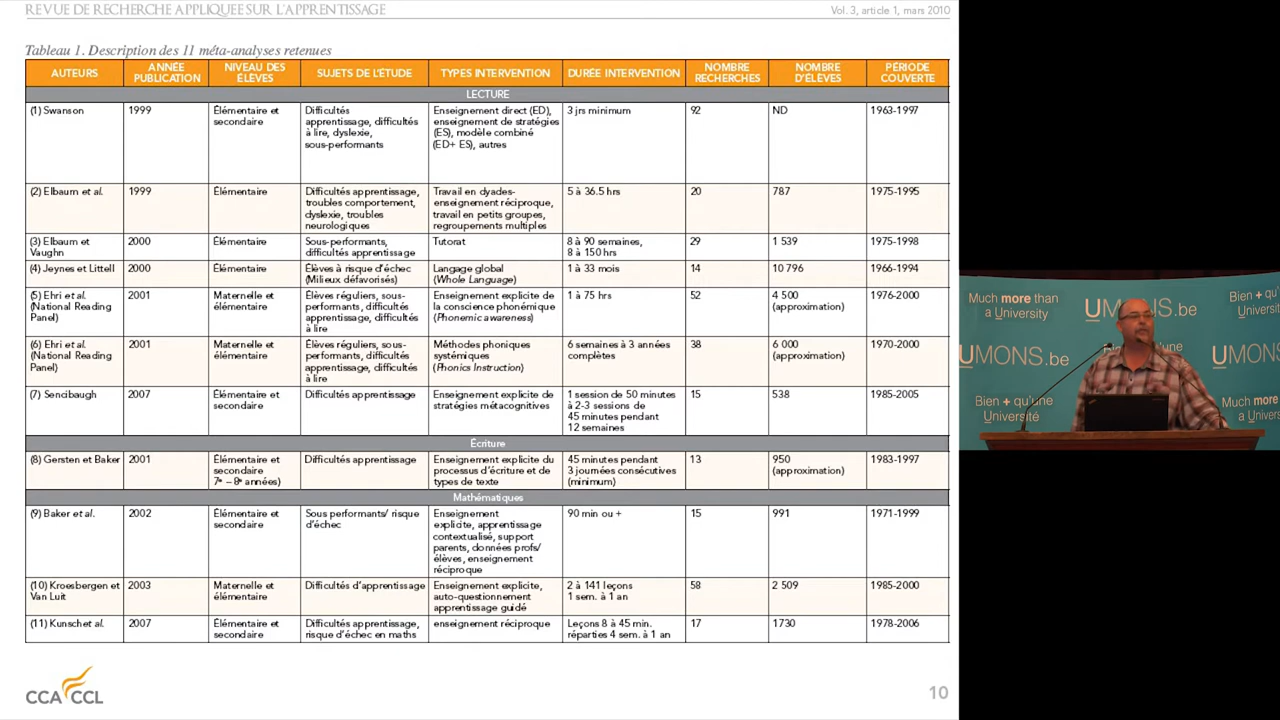 REVUE DE RECHERCHE APPLIQUÉE SUR L'APPRENTISSAGE
Vol. 3, article 1, mars 2010
Tableau 1. Description des 11 méta-analyses retenues
AUTEURS ANNÉE PUBLICATION NIVEAU DES ÉLÈVES SUJETS DE L'ÉTUDE TYPES INTERVENTION DURÉE INTERVENTION NOMBRE RECHERCHES NOMBRE D'ÉLÈVES PÉRIODE COUVERTE
LECTURE
(1) Swanson 1999 Élémentaire et secondaire Difficultés apprentissage, difficultés à lire, dyslexie, sous-performants Enseignement direct (ED), enseignement de stratégies (ES), modèle combiné (ED+ ES), autres 3 jrs minimum 92 ND 1963-1997
(2) Elbaum et al. 1999 Élémentaire Difficultés apprentissage, troubles comportement, dyslexie, troubles neurologiques Travail en dyades-enseignement réciproque, travail en petits groupes, regroupements multiples 5 à 36.5 hrs 20 787 1975-1995
(3) Elbaum et Vaughn 2000 Élémentaire Sous-performants, difficultés apprentissage Tutorat 8 à 90 semaines, 8 à 150 hrs 29 1 539 1975-1998
(4) Jeynes et Littell 2000 Élémentaire Élèves à risque d'échec (Milieux défavorisés) Langage global (Whole Language) 1 à 33 mois 14 10 796 1966-1994
(5) Ehri et al. (National Reading Panel) 2001 Maternelle et élémentaire Élèves réguliers, sous-performants, difficultés apprentissage, difficultés à lire Enseignement explicite de la conscience phonémique (Phonemic awareness) 1 à 75 hrs 52 4 500 (approximation) 1976-2000
(6) Ehri et al. (National Reading Panel) 2001 Maternelle et élémentaire Élèves réguliers, sous-performants, difficultés apprentissage, difficultés à lire Méthodes phoniques systémiques (Phonics Instruction) 6 semaines à 3 années complètes 38 6 000 (approximation) 1970-2000
(7) Sencibaugh 2007 Élémentaire et secondaire Difficultés apprentissage Enseignement explicite de stratégies métacognitives 1 session de 50 minutes à 2-3 sessions de 45 minutes pendant 12 semaines 15 538 1985-2005
Écriture
(8) Gersten et Baker 2001 Élémentaire et secondaire 7e – 8e années) Difficultés apprentissage Enseignement explicite du processus d'écriture et de types de texte 45 minutes pendant 3 journées consécutives (minimum) 13 950 (approximation) 1983-1997
Mathématiques
(9) Baker et al. 2002 Élémentaire et secondaire Sous performants/ risque d'échec Enseignement explicite, apprentissage contextualisé, support parents, données profs/ élèves, enseignement réciproque 90 min ou + 15 991 1971-1999
(10) Kroesbergen et Van Luit 2003 Maternelle et élémentaire Difficultés d'apprentissage Enseignement explicite, auto-questionnement apprentissage guidé 2 à 141 leçons 1 sem. à 1 an 58 2 509 1985-2000
(11) Kunsch et al. 2007 Élémentaire et secondaire Difficultés apprentissage, risque d'échec en maths enseignement réciproque Leçons 8 à 45 min. réparties 4 sem. à 1 an 17 1730 1978-2006
CCA CCL
10
Much more than
a University
UMONS.be
Bien + qu'
Universit
UMONS.be
UMONS
Bien + qu'une
Université
Much more
a Univers